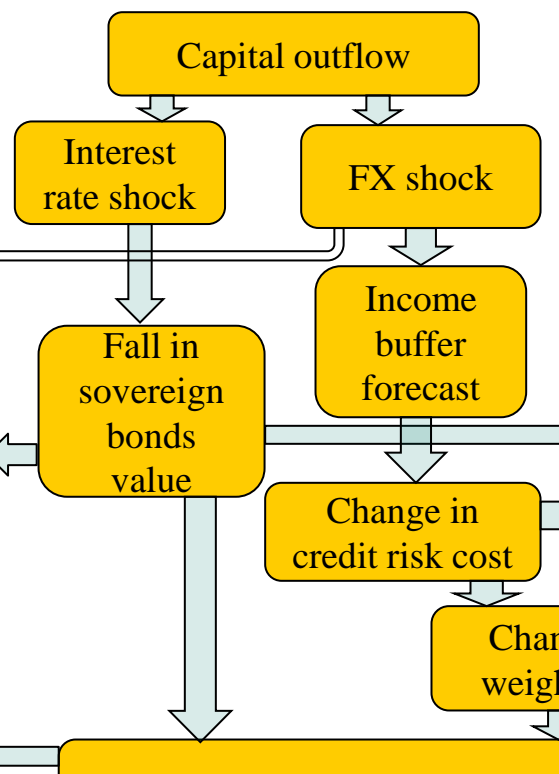 Capital outflow
Interest
rate shock
FX shock
Income
buffer
forecast
Fall in
sovereign
bonds
value
Change in
credit risk cost